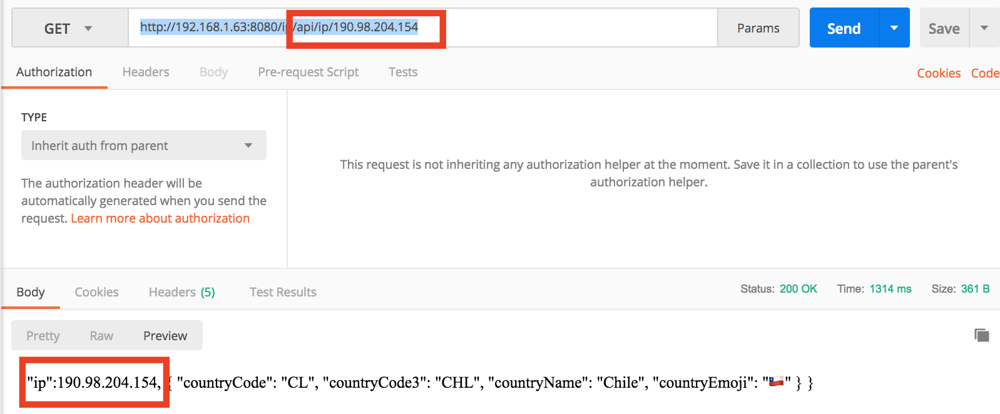 GET http://192.168.1.63:8080/ip/api/ip/190.98.204.154 Params Send Save
Authorization Headers Body Pre-request Script Tests Cookies Code
TYPE
Inherit auth from parent
The authorization header will be
automatically generated when you send the
request. Learn more about authorization
This request is not inheriting any authorization helper at the moment. Save it in a collection to use the parent's
authorization helper.
Body Cookies Headers (5) Test Results Status: 200 OK Time: 1314 ms Size: 361 B
Pretty Raw Preview
"ip":190.98.204.154, { "countryCode": "CL", "countryCode3": "CHL", "countryName": "Chile", "countryEmoji": "🇨🇱" } }